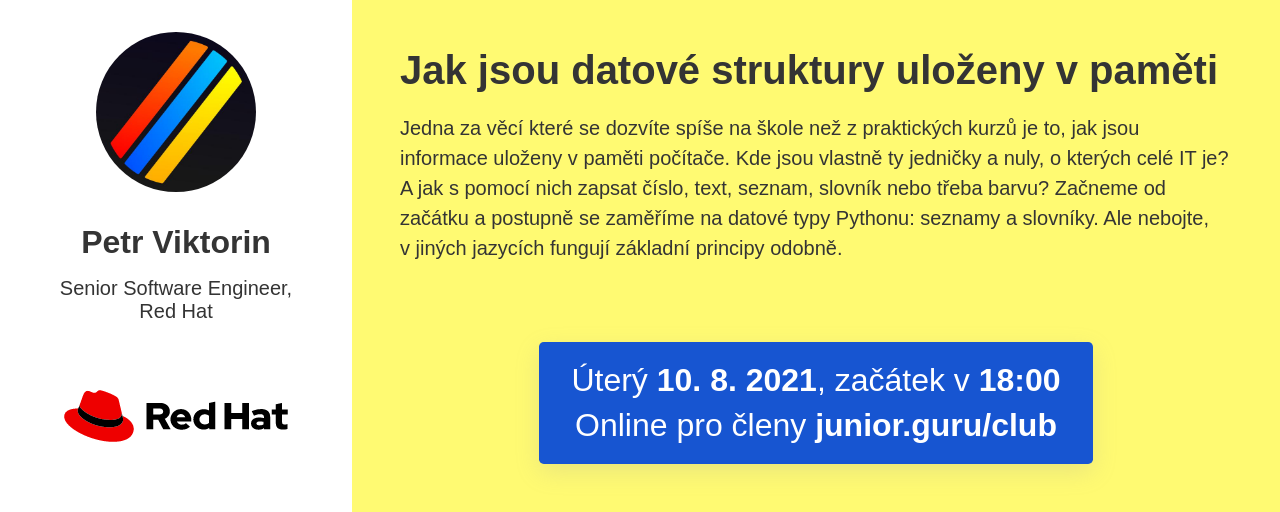 Petr Viktorin
Senior Software Engineer,
Red Hat
Red Hat
Jak jsou datové struktury uloženy v paměti
Jedna za věcí které se dozvíte spíše na škole než z praktických kurzů je to, jak jsou
informace uloženy v paměti počítače. Kde jsou vlastně ty jedničky a nuly, o kterých celé IT je?
A jak s pomocí nich zapsat číslo, text, seznam, slovník nebo třeba barvu? Začneme od
začátku a postupně se zaměříme na datové typy Pythonu: seznamy a slovníky. Ale nebojte,
v jiných jazycích fungují základní principy odobně.
Úterý 10. 8. 2021, začátek v 18:00
Online pro členy junior.guru/club